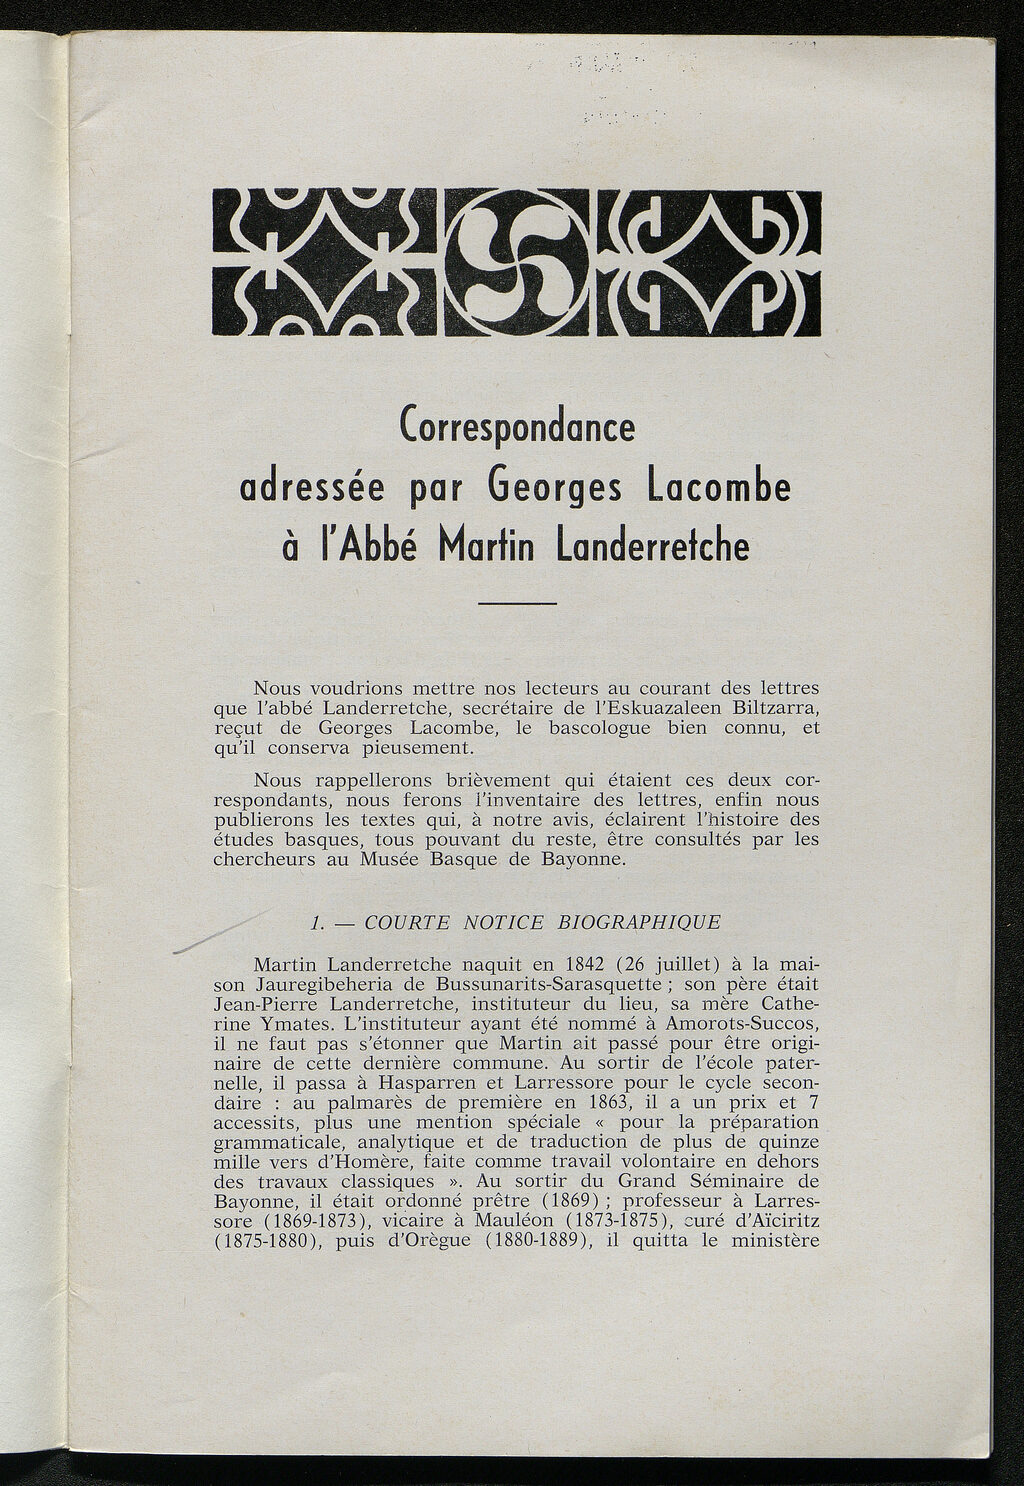 Correspondance
adressée par Georges Lacombe
à l'Abbé Martin Landerretche
Nous voudrions mettre nos lecteurs au courant des lettres
que l'abbé Landerretche, secrétaire de l'Eskuazaleen Biltzarra,
reçut de Georges Lacombe, le bascologue bien connu, et
qu'il conserva pieusement.
Nous rappellerons brièvement qui étaient ces deux cor-
respondants, nous ferons l'inventaire des lettres, enfin nous
publierons les textes qui, à notre avis, éclairent l'histoire des
études basques, tous pouvant du reste, être consultés par les
chercheurs au Musée Basque de Bayonne.
1. — COURTE NOTICE BIOGRAPHIQUE
Martin Landerretche naquit en 1842 (26 juillet) à la mai-
son Jauregibeheria de Bussunarits-Sarasquette ; son père était
Jean-Pierre Landerretche, instituteur du lieu, sa mère Cathe-
rine Ymates. L'instituteur ayant été nommé à Amorots-Succos,
il ne faut pas s'étonner que Martin ait passé pour être origi-
naire de cette dernière commune. Au sortir de l'école pater-
nelle, il passa à Hasparren et Larressore pour le cycle secon-
daire : au palmarès de première en 1863, il a un prix et 7
accessits, plus une mention spéciale « pour la préparation
grammaticale, analytique et de traduction de plus de quinze
mille vers d'Homère, faite comme travail volontaire en dehors
des travaux classiques ». Au sortir du Grand Séminaire de
Bayonne, il était ordonné prêtre (1869) ; professeur à Larres-
sore (1869-1873), vicaire à Mauléon (1873-1875), curé d'Aïciritz
(1875-1880), puis d'Orègue (1880-1889), il quitta le ministère